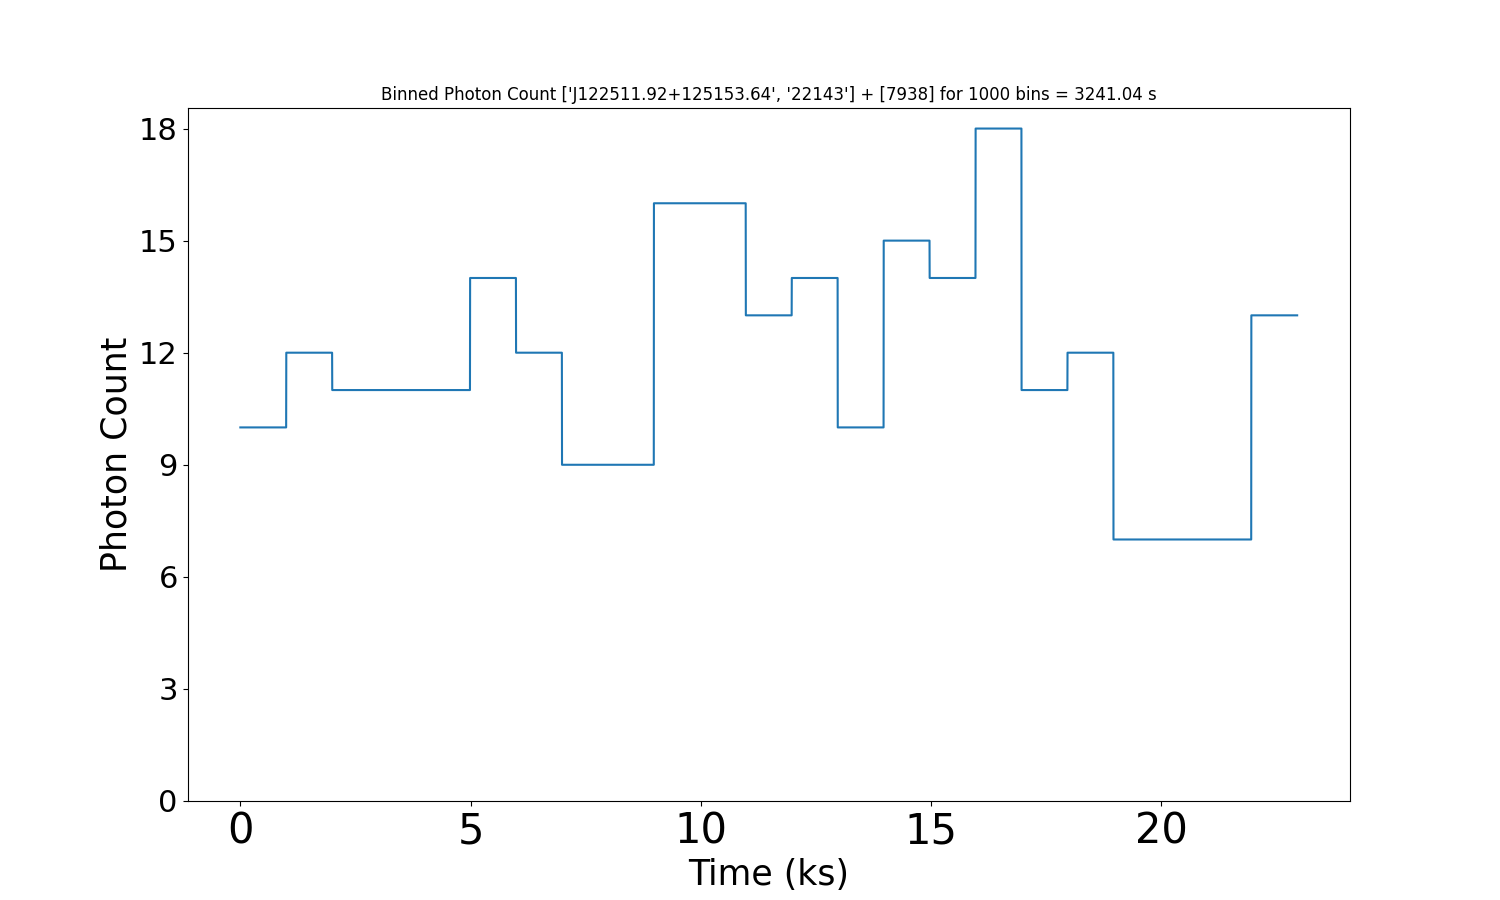 Binned Photon Count ['J122511.92+125153.64', '22143'] + [7938] for 1000 bins = 3241.04 s
18
15
12
9
6
3
0
Photon Count
0 5 10 15 20
Time (ks)